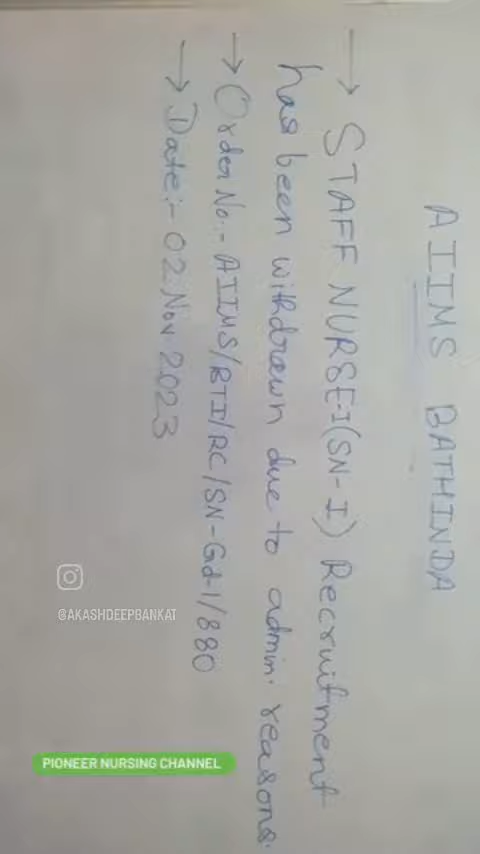 AIIMS BATHINDA
→ STAFF NURSE-I (SN-I) Recruitment
has been withdrawn due to admin. reasons.
→ Order No:- AIIMS/BTI/RC/SN-Gd-1/880
→ Date:- 02 Nov 2023
@AKASHDEEPBANKAT
PIONEER NURSING CHANNEL